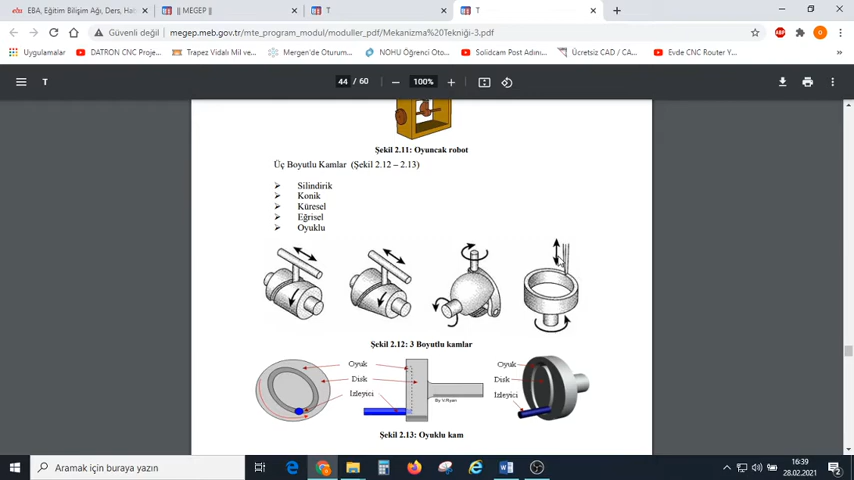 EBA, Eğitim Bilişim Ağı, Ders, Hab
|| MEGEP ||
T
T
Güvenli değil
megep.meb.gov.tr/mte_program_modul/moduller_pdf/Mekanizma%20Tekniği-3.pdf
Uygulamalar
DATRON CNC Proje...
Trapez Vidalı Mil ve...
Mergen'de Oturum...
NOHU Öğrenci Oto...
Solidcam Post Adını...
Ücretsiz CAD / CA...
Evde CNC Router Y...
T
44 / 60
100%
Şekil 2.11: Oyuncak robot
Üç Boyutlu Kamlar (Şekil 2.12 – 2.13)
Silindirik
Konik
Küresel
Eğrisel
Oyuklu
Şekil 2.12: 3 Boyutlu kamlar
Oyuk
Disk
Izleyici
By V.Ryan
Oyuk
Disk
Izleyici
Şekil 2.13: Oyuklu kam
Aramak için buraya yazın
16:39
28.02.2021